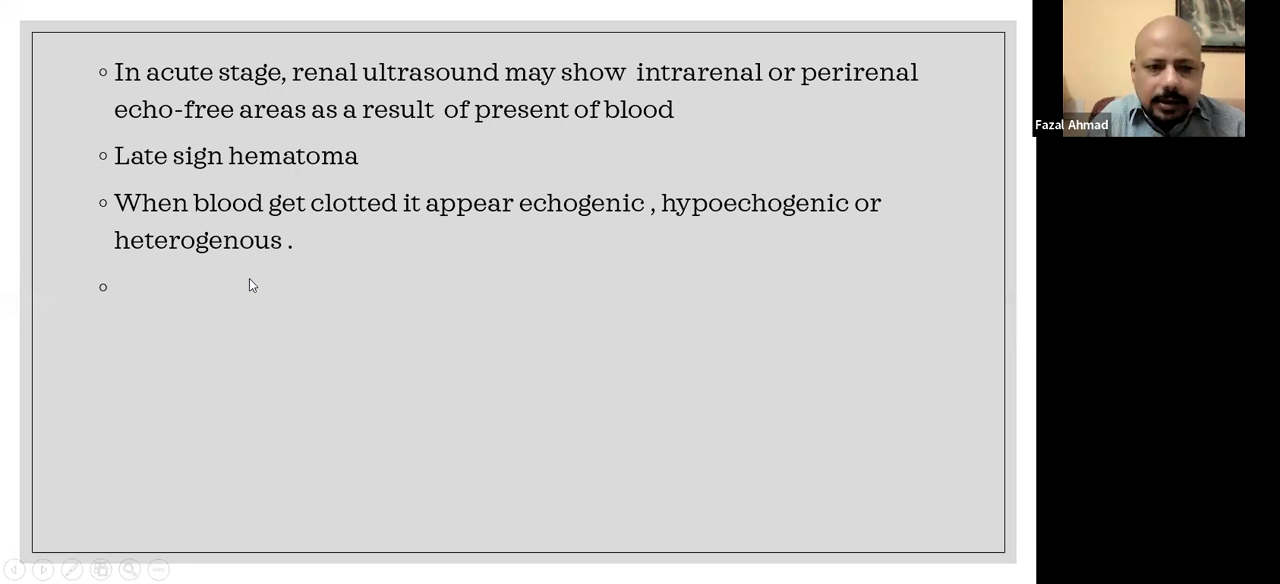 In acute stage, renal ultrasound may show intrarenal or perirenal
echo-free areas as a result of present of blood
Late sign hematoma
When blood get clotted it appear echogenic , hypoechogenic or
heterogenous .
Fazal Ahmad